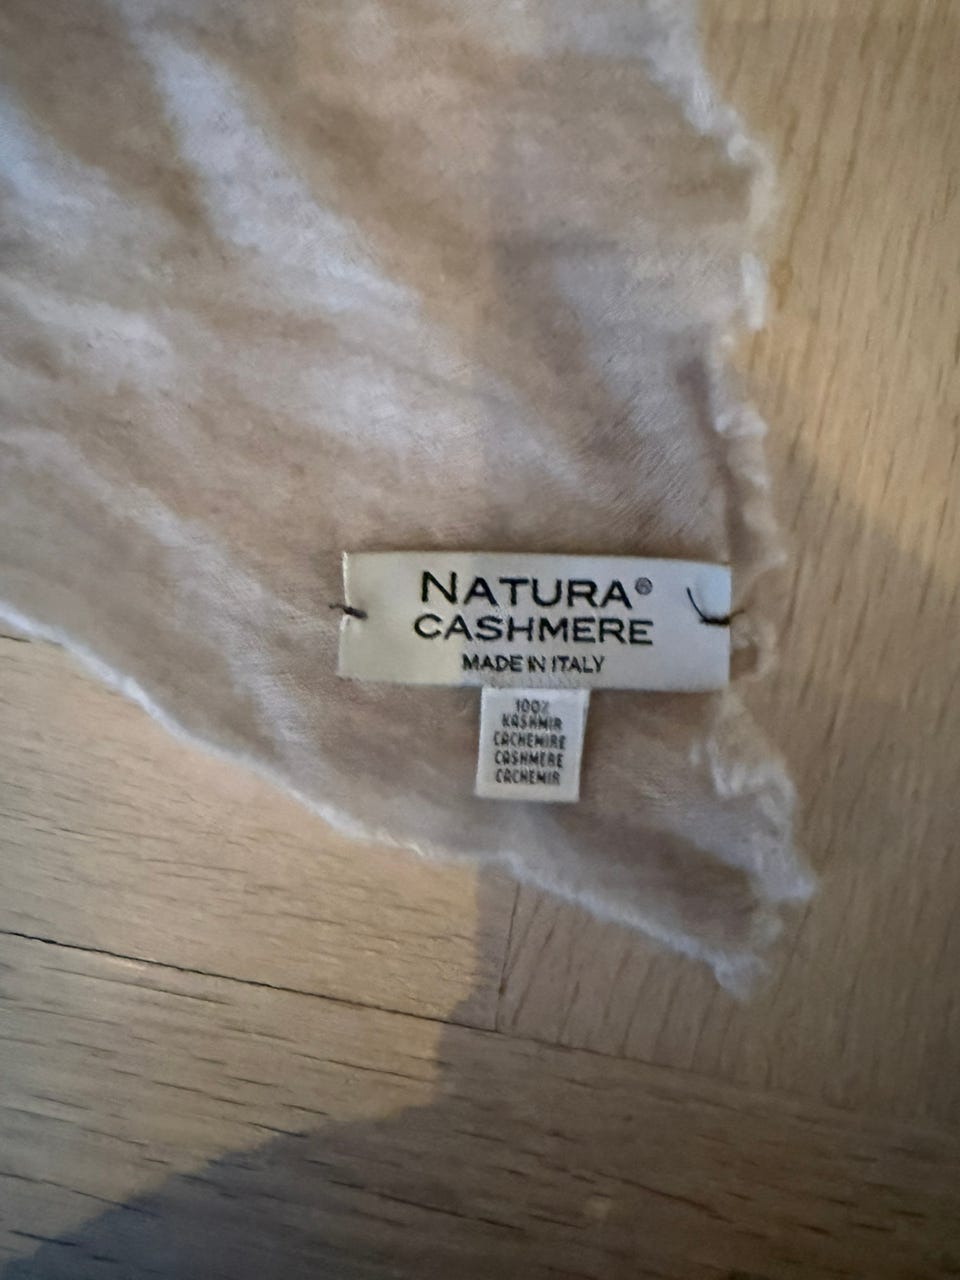 NATURA®
CASHMERE
MADE IN ITALY
100%
KASHMIR
CACHEMIRE
CASHMERE
CACHEMIR